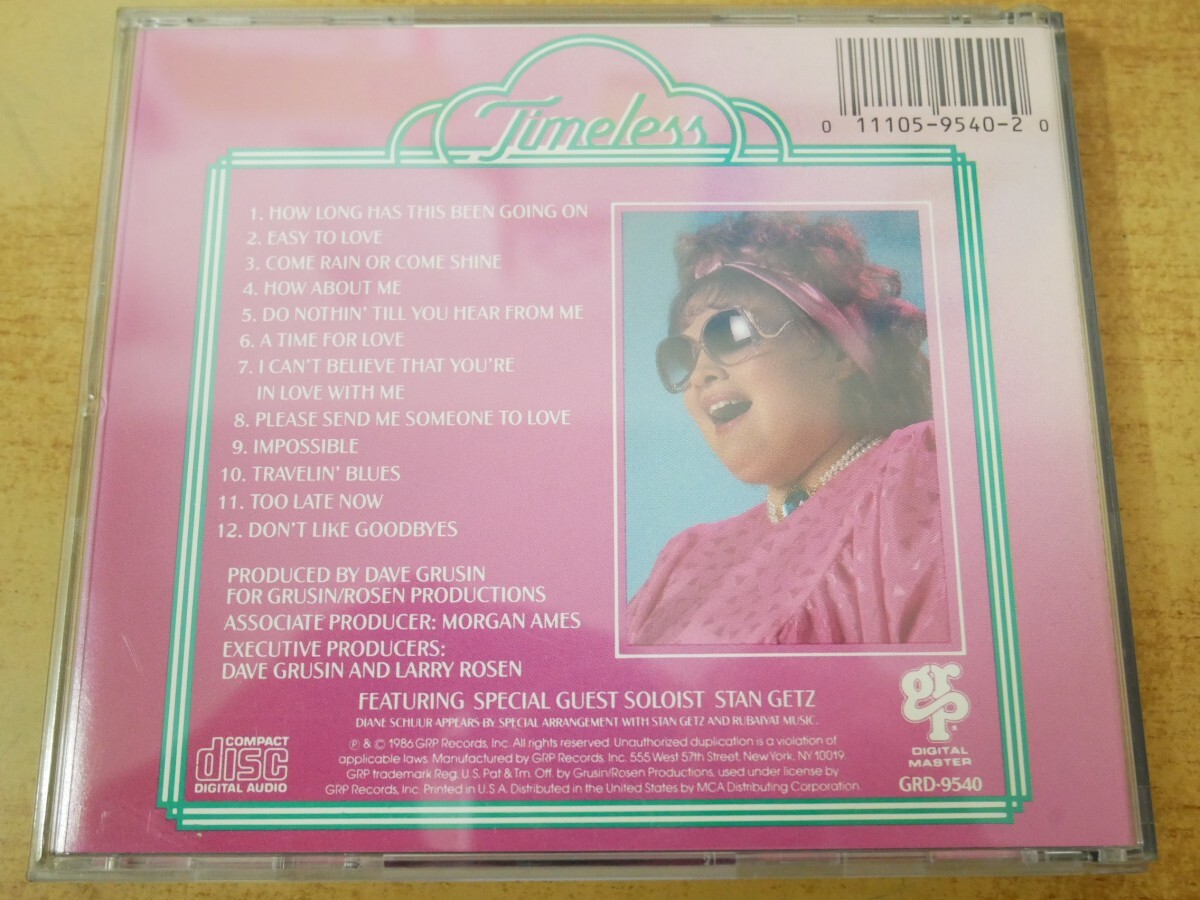 Timeless
0 11105-9540-2 0
1. HOW LONG HAS THIS BEEN GOING ON
2. EASY TO LOVE
3. COME RAIN OR COME SHINE
4. HOW ABOUT ME
5. DO NOTHIN' TILL YOU HEAR FROM ME
6. A TIME FOR LOVE
7. I CAN'T BELIEVE THAT YOU'RE
IN LOVE WITH ME
8. PLEASE SEND ME SOMEONE TO LOVE
9. IMPOSSIBLE
10. TRAVELIN' BLUES
11. TOO LATE NOW
12. DON'T LIKE GOODBYES
PRODUCED BY DAVE GRUSIN
FOR GRUSIN/ROSEN PRODUCTIONS
ASSOCIATE PRODUCER: MORGAN AMES
EXECUTIVE PRODUCERS:
DAVE GRUSIN AND LARRY ROSEN
FEATURING SPECIAL GUEST SOLOIST STAN GETZ
DIANE SCHUUR APPEARS BY SPECIAL ARRANGEMENT WITH STAN GETZ AND RUBAIYAT MUSIC.
℗ & © 1986 GRP Records, Inc. All rights reserved. Unauthorized duplication is a violation of
applicable laws. Manufactured by GRP Records, Inc. 555 West 57th Street, New York, NY 10019.
GRP trademark Reg. U.S. Pat & Tm. Off. by Grusin/Rosen Productions, used under license by
GRP Records, Inc. Printed in U.S.A. Distributed in the United States by MCA Distributing Corporation.
COMPACT
disc
DIGITAL AUDIO
grp®
DIGITAL
MASTER
GRD-9540